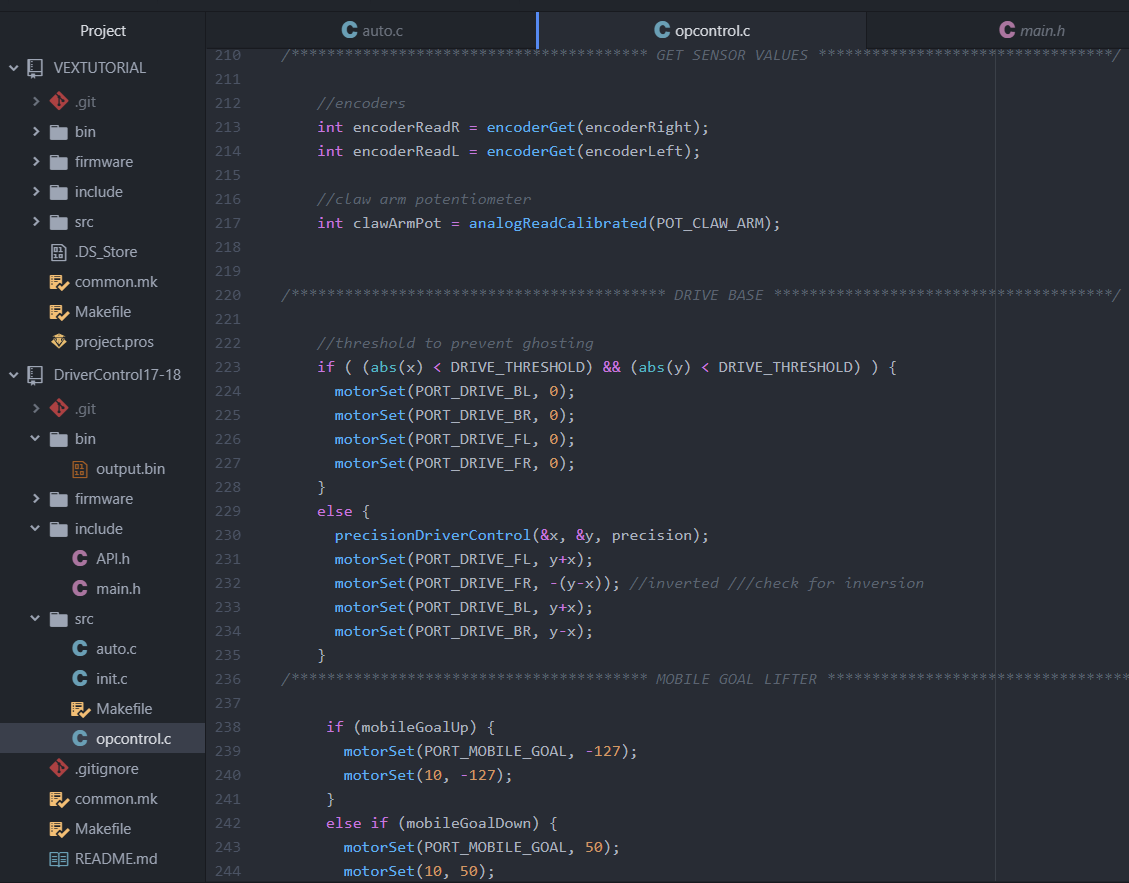 Project
VEXTUTORIAL
.git
bin
firmware
include
src
.DS_Store
common.mk
Makefile
project.pros
DriverControl17-18
.git
bin
output.bin
firmware
include
API.h
main.h
src
auto.c
init.c
Makefile
opcontrol.c
.gitignore
common.mk
Makefile
README.md
auto.c
opcontrol.c
main.h
210 /**************************************** GET SENSOR VALUES *********************************/
211
212 //encoders
213 int encoderReadR = encoderGet(encoderRight);
214 int encoderReadL = encoderGet(encoderLeft);
215
216 //claw arm potentiometer
217 int clawArmPot = analogReadCalibrated(POT_CLAW_ARM);
218
219
220 /****************************************** DRIVE BASE **************************************/
221
222 //threshold to prevent ghosting
223 if ( (abs(x) < DRIVE_THRESHOLD) && (abs(y) < DRIVE_THRESHOLD) ) {
224 motorSet(PORT_DRIVE_BL, 0);
225 motorSet(PORT_DRIVE_BR, 0);
226 motorSet(PORT_DRIVE_FL, 0);
227 motorSet(PORT_DRIVE_FR, 0);
228 }
229 else {
230 precisionDriverControl(&x, &y, precision);
231 motorSet(PORT_DRIVE_FL, y+x);
232 motorSet(PORT_DRIVE_FR, -(y-x)); //inverted ///check for inversion
233 motorSet(PORT_DRIVE_BL, y+x);
234 motorSet(PORT_DRIVE_BR, y-x);
235 }
236 /**************************************** MOBILE GOAL LIFTER **********************************
237
238 if (mobileGoalUp) {
239 motorSet(PORT_MOBILE_GOAL, -127);
240 motorSet(10, -127);
241 }
242 else if (mobileGoalDown) {
243 motorSet(PORT_MOBILE_GOAL, 50);
244 motorSet(10, 50);